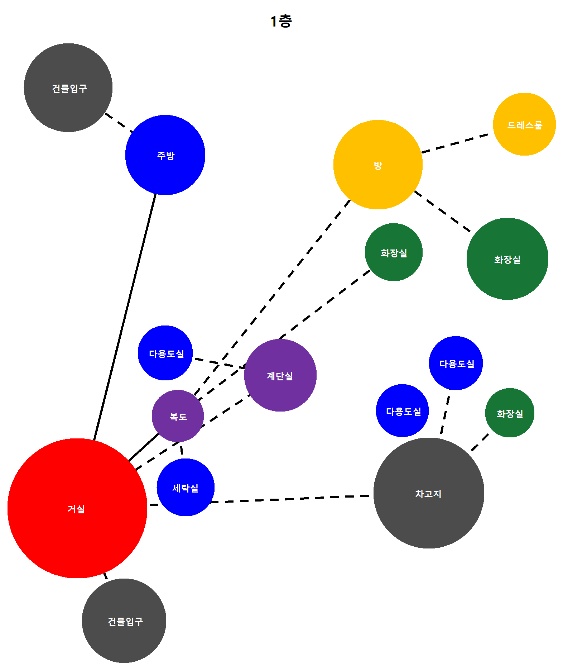 1층
건물입구
드레스룸
주방
방
화장실
화장실
다용도실
다용도실
계단실
다용도실
화장실
복도
세탁실
차고지
거실
건물입구